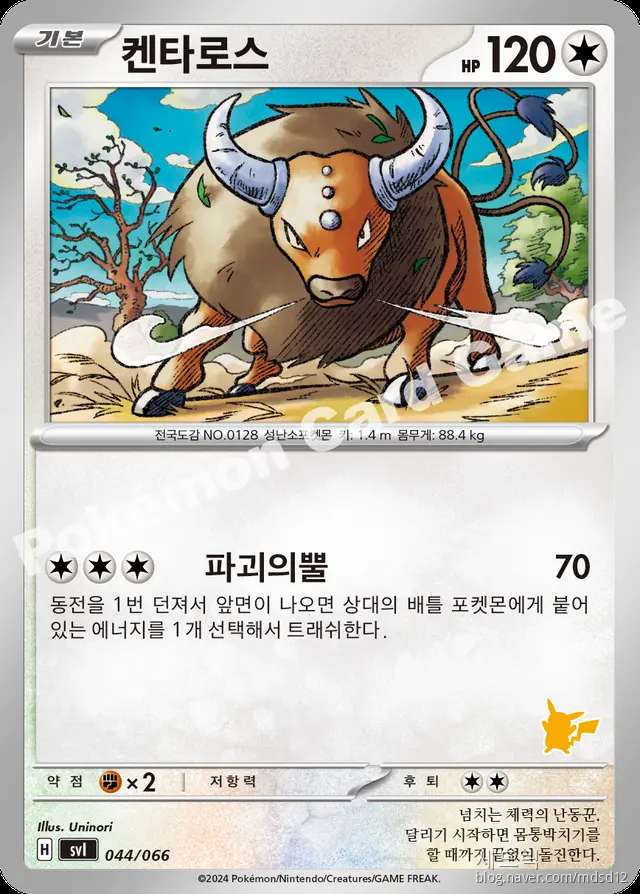 기본 켄타로스 HP 120
전국도감 NO.0128 성난소포켓몬 키: 1.4 m 몸무게: 88.4 kg
Pokémon Card Game
파괴의뿔 70
동전을 1번 던져서 앞면이 나오면 상대의 배틀 포켓몬에게 붙어
있는 에너지를 1개 선택해서 트래쉬한다.
약점 ×2 저항력 후퇴
Illus. Uninori
H svI 044/066
넘치는 체력의 난동꾼.
달리기 시작하면 몸통박치기를
할 때까지 끝없이 돌진한다.
©2024 Pokémon/Nintendo/Creatures/GAME FREAK.
blog.naver.com/mdsd12